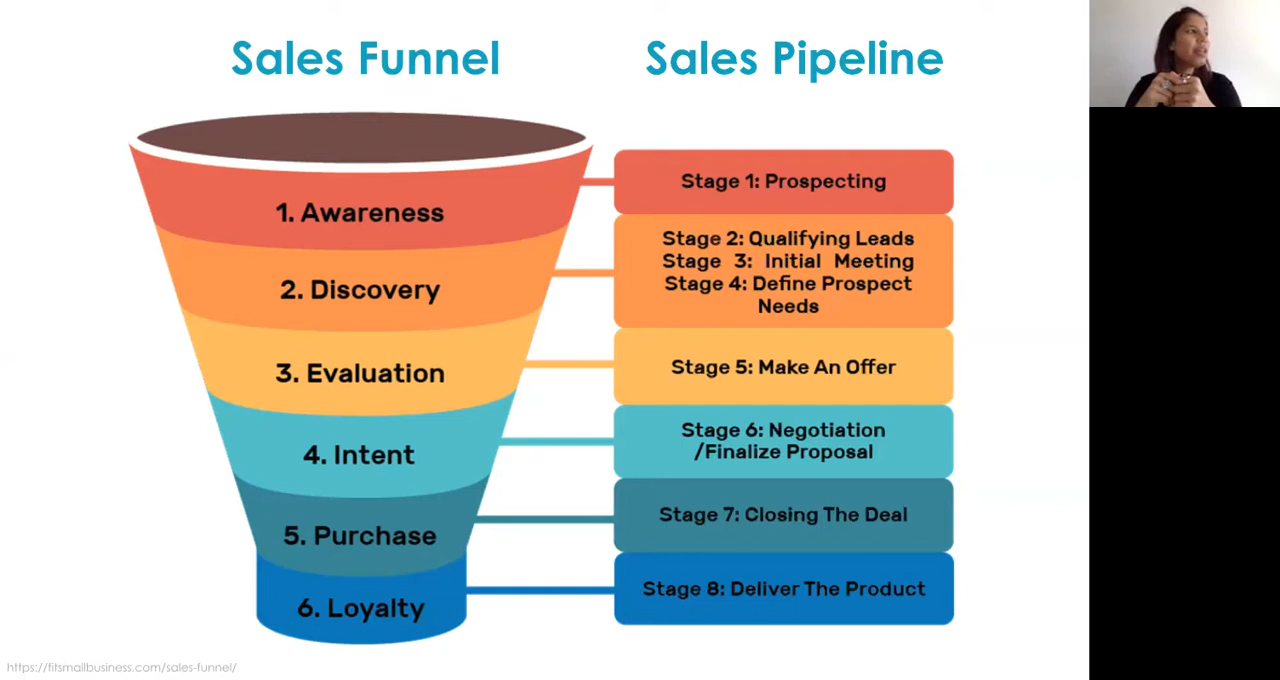 Sales Funnel
Sales Pipeline
1. Awareness
2. Discovery
3. Evaluation
4. Intent
5. Purchase
6. Loyalty
Stage 1: Prospecting
Stage 2: Qualifying Leads
Stage 3: Initial Meeting
Stage 4: Define Prospect
Needs
Stage 5: Make An Offer
Stage 6: Negotiation
/Finalize Proposal
Stage 7: Closing The Deal
Stage 8: Deliver The Product
https://fitsmallbusiness.com/sales-funnel/